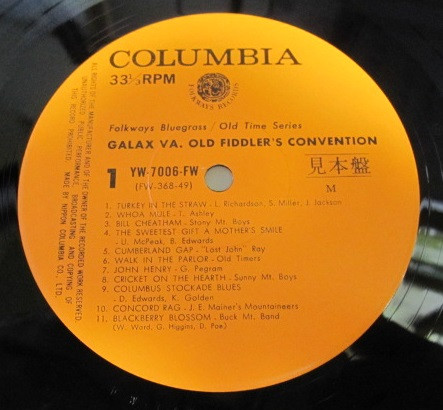 COLUMBIA
33⅓RPM
FOLKWAYS RECORDS
Folkways Bluegrass / Old Time Series
GALAX VA. OLD FIDDLER'S CONVENTION
1 YW-7006-FW
(FW-368-49)
見本盤
M
1. TURKEY IN THE STRAW - L. Richardson, S. Miller, J. Jackson
2. WHOA MULE - T. Ashley
3. BILL CHEATHAM - Stony Mt. Boys
4. THE SWEETEST GIFT A MOTHER'S SMILE
- U. McPeak, B. Edwards
5. CUMBERLAND GAP - "Lost John" Ray
6. WALK IN THE PARLOR - Old Timers
7. JOHN HENRY - G. Pegram
8. CRICKET ON THE HEARTH - Sunny Mt. Boys
9. COLUMBUS STOCKADE BLUES
- D. Edwards, K. Golden
10. CONCORD RAG - J. E. Mainer's Mountaineers
11. BLACKBERRY BLOSSOM - Buck Mt. Band
(W. Ward, G. Higgins, D. Poe)
ALL RIGHTS OF THE MANUFACTURER AND OF THE OWNER OF THE RECORDED WORK RESERVED.
UNAUTHORIZED PUBLIC PERFORMANCE, BROADCASTING AND COPYING OF
THIS RECORD PROHIBITED. MADE BY NIPPON COLUMBIA CO. LTD.